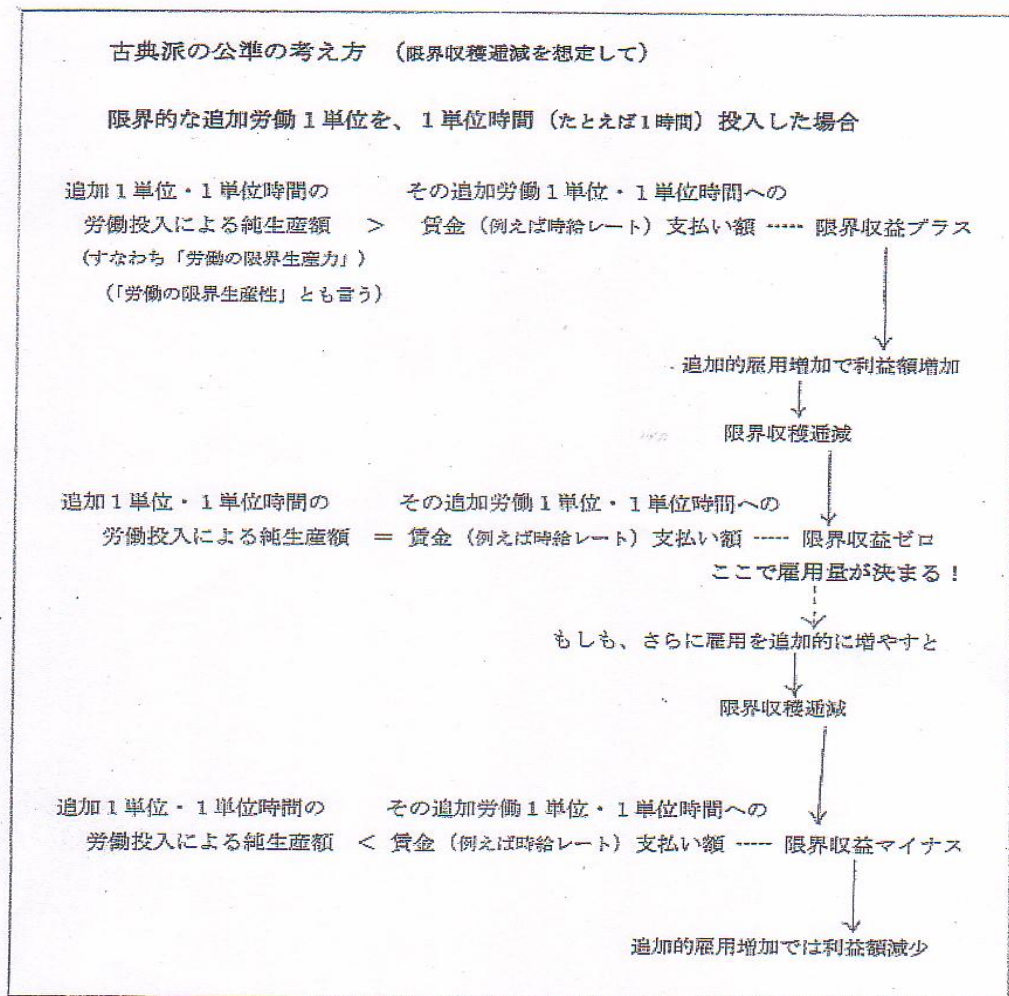 古典派の公準の考え方 (限界収穫逓減を想定して)
限界的な追加労働1単位を、1単位時間(たとえば1時間)投入した場合
追加1単位・1単位時間の その追加労働1単位・1単位時間への
労働投入による純生産額 > 賃金(例えば時給レート)支払い額 ----- 限界収益プラス
(すなわち「労働の限界生産力」)
(「労働の限界生産性」とも言う)
追加的雇用増加で利益額増加
限界収穫逓減
追加1単位・1単位時間の その追加労働1単位・1単位時間への
労働投入による純生産額 = 賃金(例えば時給レート)支払い額 ----- 限界収益ゼロ
ここで雇用量が決まる!
もしも、さらに雇用を追加的に増やすと
限界収穫逓減
追加1単位・1単位時間の その追加労働1単位・1単位時間への
労働投入による純生産額 < 賃金(例えば時給レート)支払い額 ----- 限界収益マイナス
追加的雇用増加では利益額減少